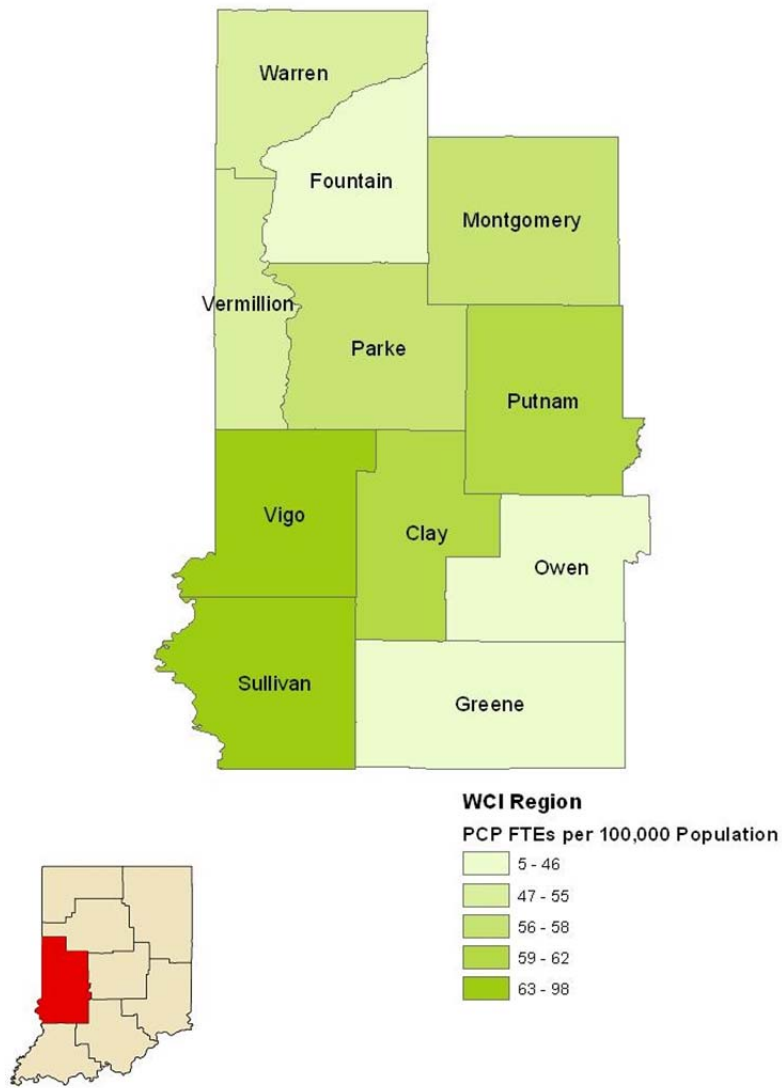 Warren
Fountain
Montgomery
Vermillion
Parke
Putnam
Vigo
Clay
Owen
Sullivan
Greene
WCI Region
PCP FTEs per 100,000 Population
5 - 46
47 - 55
56 - 58
59 - 62
63 - 98